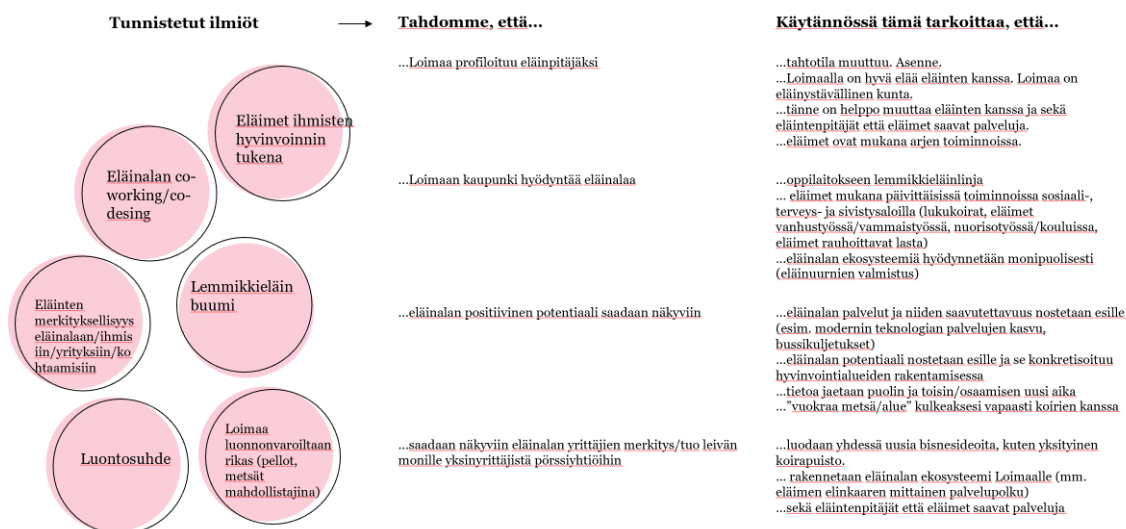 Tunnistetut ilmiöt
Eläimet ihmisten
hyvinvoinnin
tukena
Eläinalan co-
working/co-
desing
Lemmikkieläin
buumi
Eläinten
merkityksellisyys
eläinalaan/ihmis
iin/yrityksiin/ko
htaamisiin
Luontosuhde
Loimaa
luonnonvaroiltaan
rikas (pellot,
metsät
mahdollistajina)
Tahdomme, että...
...Loimaa profiloituu eläinpitäjäksi
...Loimaan kaupunki hyödyntää eläinalaa
...eläinalan positiivinen potentiaali saadaan näkyviin
...saadaan näkyviin eläinalan yrittäjien merkitys/tuo leivän
monille yksinyrittäjistä pörssiyhtiöihin
Käytännössä tämä tarkoittaa, että...
...tahtotila muuttuu. Asenne.
...Loimaalla on hyvä elää eläinten kanssa. Loimaa on
eläinystävällinen kunta.
...tänne on helppo muuttaa eläinten kanssa ja sekä
eläintenpitäjät että eläimet saavat palveluja.
...eläimet ovat mukana arjen toiminnoissa.
...oppilaitokseen lemmikkieläinlinja
... eläimet mukana päivittäisissä toiminnoissa sosiaali-,
terveys- ja sivistysaloilla (lukukoirat, eläimet
vanhustyössä/vammaistyössä, nuorisotyössä/kouluissa,
eläimet rauhoittavat lasta)
...eläinalan ekosysteemiä hyödynnetään monipuolisesti
(eläinuurnien valmistus)
...eläinalan palvelut ja niiden saavutettavuus nostetaan esille
(esim. modernin teknologian palvelujen kasvu,
bussikuljetukset)
...eläinalan potentiaali nostetaan esille ja se konkretisoituu
hyvinvointialueiden rakentamisessa
...tietoa jaetaan puolin ja toisin/osaamisen uusi aika
..."vuokraa metsä/alue" kulkeaksesi vapaasti koirien kanssa
...luodaan yhdessä uusia bisnesideoita, kuten yksityinen
koirapuisto.
... rakennetaan eläinalan ekosysteemi Loimaalle (mm.
eläimen elinkaaren mittainen palvelupolku)
...sekä eläintenpitäjät että eläimet saavat palveluja